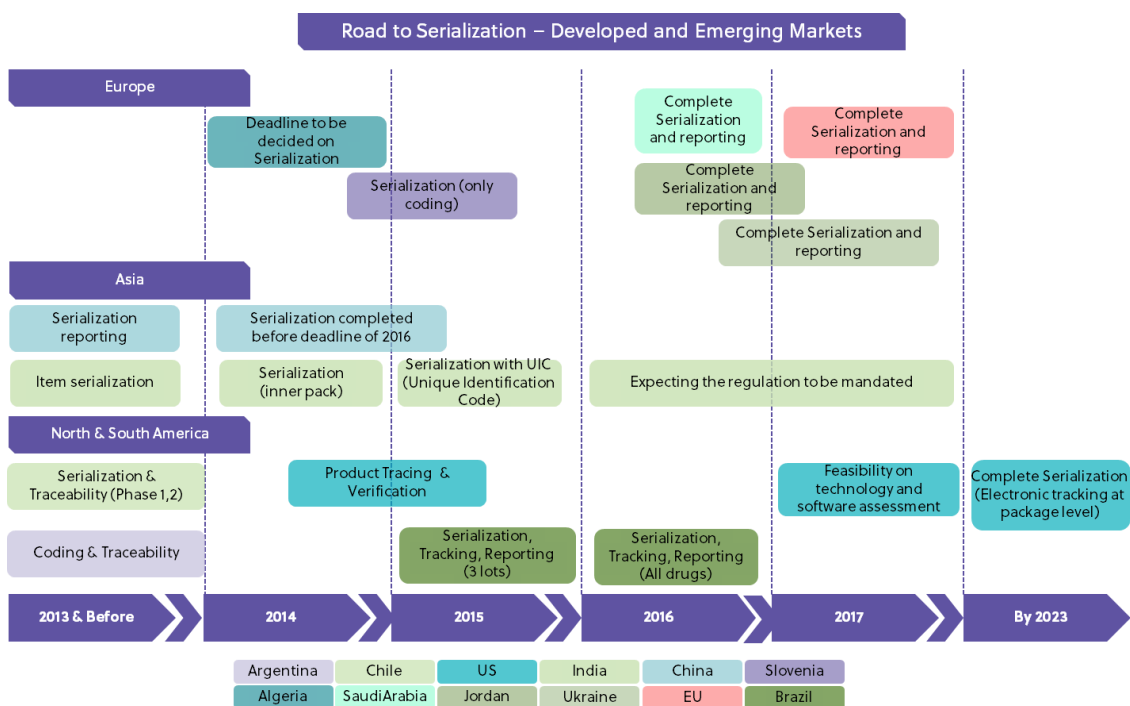 Road to Serialization – Developed and Emerging Markets
Europe
Deadline to be
decided on
Serialization
Serialization (only
coding)
Complete
Serialization
and reporting
Complete
Serialization and
reporting
Complete
Serialization and
reporting
Complete Serialization and
reporting
Asia
Serialization
reporting
Serialization completed
before deadline of 2016
Item serialization
Serialization
(inner pack)
Serialization with UIC
(Unique Identification
Code)
Expecting the regulation to be mandated
North & South America
Serialization &
Traceability (Phase 1,2)
Product Tracing &
Verification
Feasibility on
technology and
software assessment
Complete Serialization
(Electronic tracking at
package level)
Coding & Traceability
Serialization,
Tracking, Reporting
(3 lots)
Serialization,
Tracking, Reporting
(All drugs)
2013 & Before
2014
2015
2016
2017
By 2023
Argentina
Chile
US
India
China
Slovenia
Algeria
SaudiArabia
Jordan
Ukraine
EU
Brazil